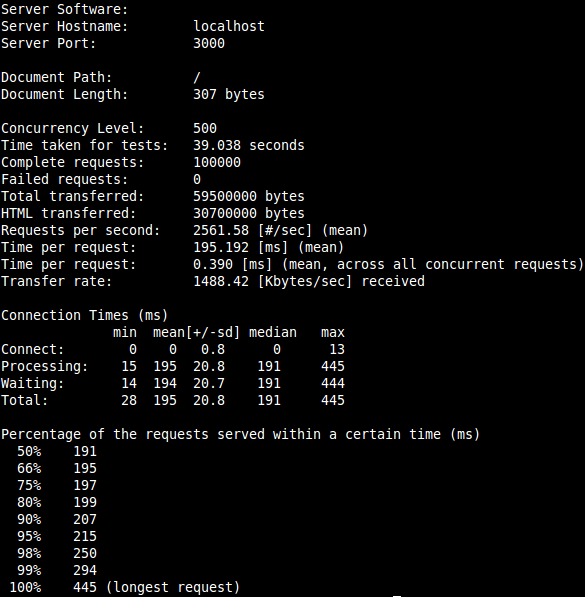 Server Software:
Server Hostname:        localhost
Server Port:            3000

Document Path:          /
Document Length:        307 bytes

Concurrency Level:      500
Time taken for tests:   39.038 seconds
Complete requests:      100000
Failed requests:        0
Total transferred:      59500000 bytes
HTML transferred:       30700000 bytes
Requests per second:    2561.58 [#/sec] (mean)
Time per request:       195.192 [ms] (mean)
Time per request:       0.390 [ms] (mean, across all concurrent requests)
Transfer rate:          1488.42 [Kbytes/sec] received

Connection Times (ms)
              min  mean[+/-sd] median   max
Connect:        0    0   0.8      0      13
Processing:    15  195  20.8    191     445
Waiting:       14  194  20.7    191     444
Total:         28  195  20.8    191     445

Percentage of the requests served within a certain time (ms)
  50%    191
  66%    195
  75%    197
  80%    199
  90%    207
  95%    215
  98%    250
  99%    294
 100%    445 (longest request)